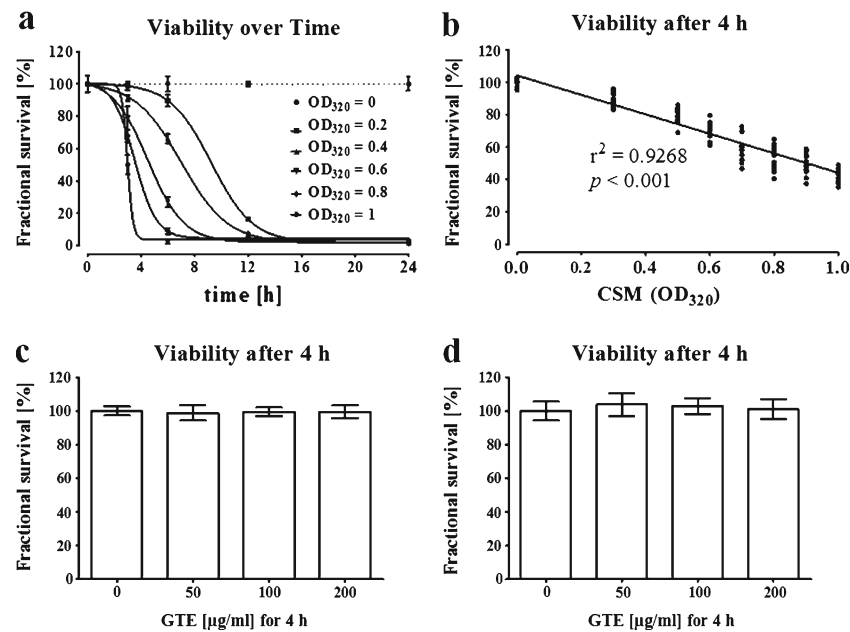 a
Viability over Time
Fractional survival [%]
120
100
80
60
40
20
0
OD320 = 0
OD320 = 0.2
OD320 = 0.4
OD320 = 0.6
OD320 = 0.8
OD320 = 1
0 4 8 12 16 20 24
time [h]
b
Viability after 4 h
Fractional survival [%]
120
100
80
60
40
20
0
r² = 0.9268
p < 0.001
0.0 0.2 0.4 0.6 0.8 1.0
CSM (OD320)
c
Viability after 4 h
Fractional survival [%]
120
100
80
60
40
20
0
0 50 100 200
GTE [µg/ml] for 4 h
d
Viability after 4 h
Fractional survival [%]
120
100
80
60
40
20
0
0 50 100 200
GTE [µg/ml] for 4 h